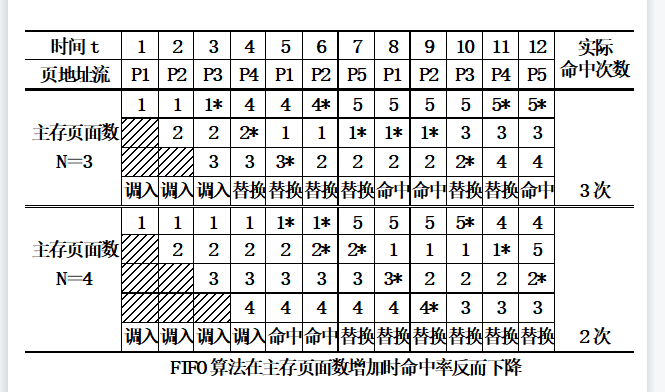 时间 t 1 2 3 4 5 6 7 8 9 10 11 12 实际命中次数
页地址流 P1 P2 P3 P4 P1 P2 P5 P1 P2 P3 P4 P5
主存页面数 N=3
1 1 1* 4 4 4* 5 5 5 5 5* 5*
2 2 2* 1 1 1* 1* 1* 3 3 3
3 3 3* 2 2 2 2 2* 4 4
调入 调入 调入 替换 替换 替换 替换 命中 命中 替换 替换 命中 3次
主存页面数 N=4
1 1 1 1 1* 1* 5 5 5 5* 4 4
2 2 2 2 2* 2* 1 1 1 1* 5
3 3 3 3 3 3* 2 2 2 2*
4 4 4 4 4 4* 3 3 3
调入 调入 调入 调入 命中 命中 替换 替换 替换 替换 替换 替换 2次
FIFO 算法在主存页面数增加时命中率反而下降